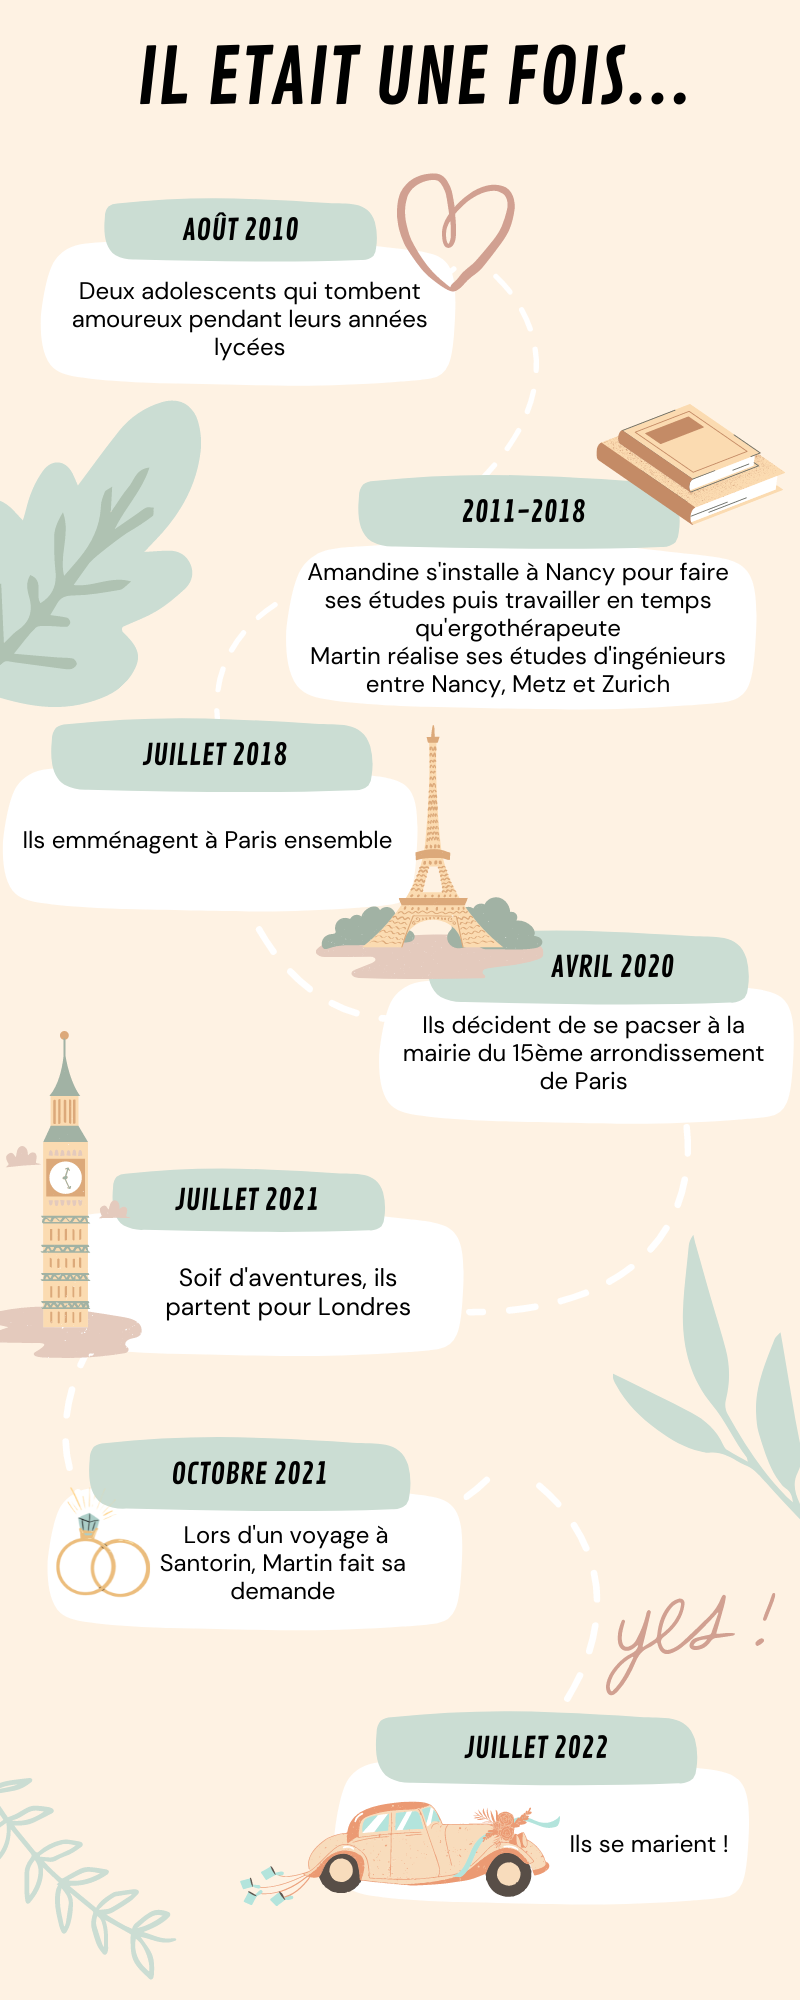 IL ETAIT UNE FOIS...
AOÛT 2010
Deux adolescents qui tombent
amoureux pendant leurs années
lycées
2011-2018
Amandine s'installe à Nancy pour faire
ses études puis travailler en temps
qu'ergothérapeute
Martin réalise ses études d'ingénieurs
entre Nancy, Metz et Zurich
JUILLET 2018
Ils emménagent à Paris ensemble
AVRIL 2020
Ils décident de se pacser à la
mairie du 15ème arrondissement
de Paris
JUILLET 2021
Soif d'aventures, ils
partent pour Londres
OCTOBRE 2021
Lors d'un voyage à
Santorin, Martin fait sa
demande
yes !
JUILLET 2022
Ils se marient !